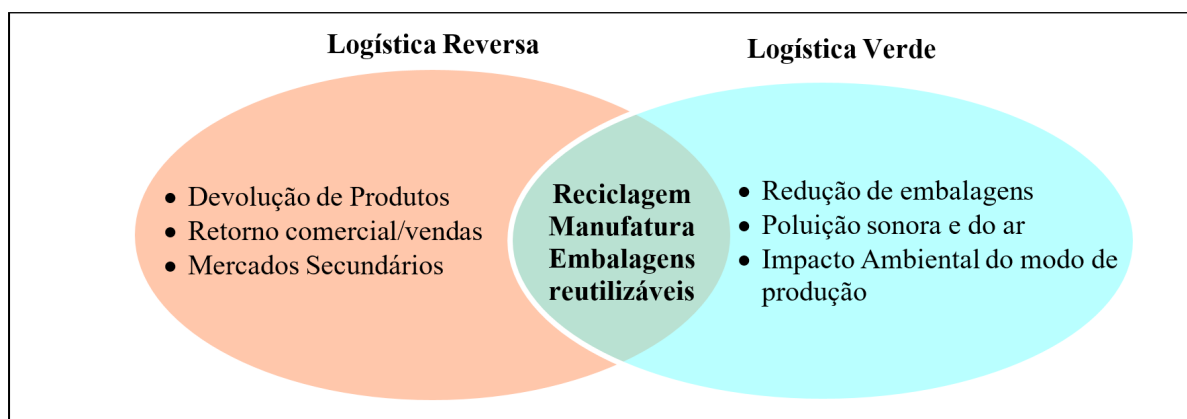 Logística Reversa
Logística Verde
• Devolução de Produtos
• Retorno comercial/vendas
• Mercados Secundários
Reciclagem
Manufatura
Embalagens
reutilizáveis
• Redução de embalagens
• Poluição sonora e do ar
• Impacto Ambiental do modo de
produção